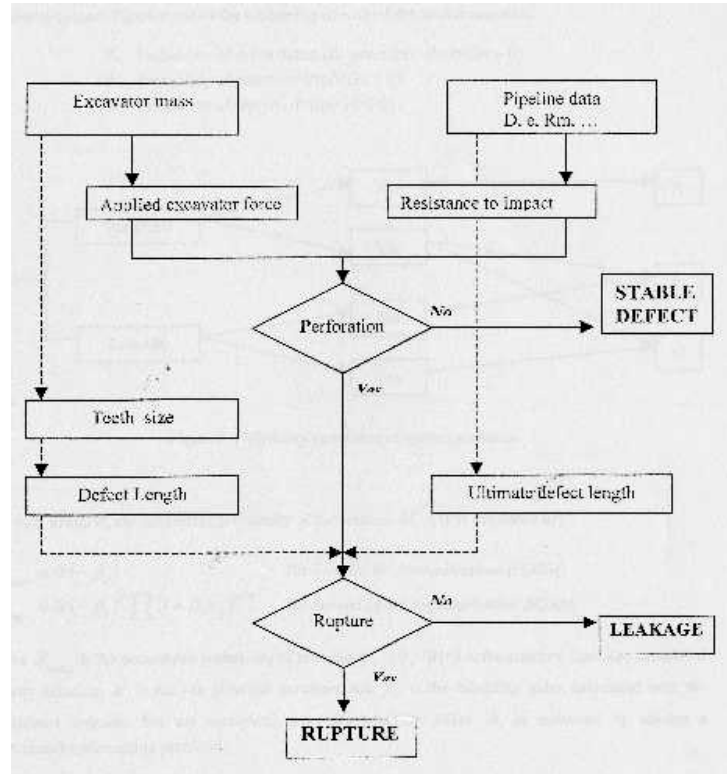 Excavator mass
Pipeline data
D. e. Rm. ...
Applied excavator force
Resistance to Impact
Perforation
No
STABLE
DEFECT
Yes
Teeth size
Defect Length
Ultimate defect length
Rupture
No
LEAKAGE
Yes
RUPTURE